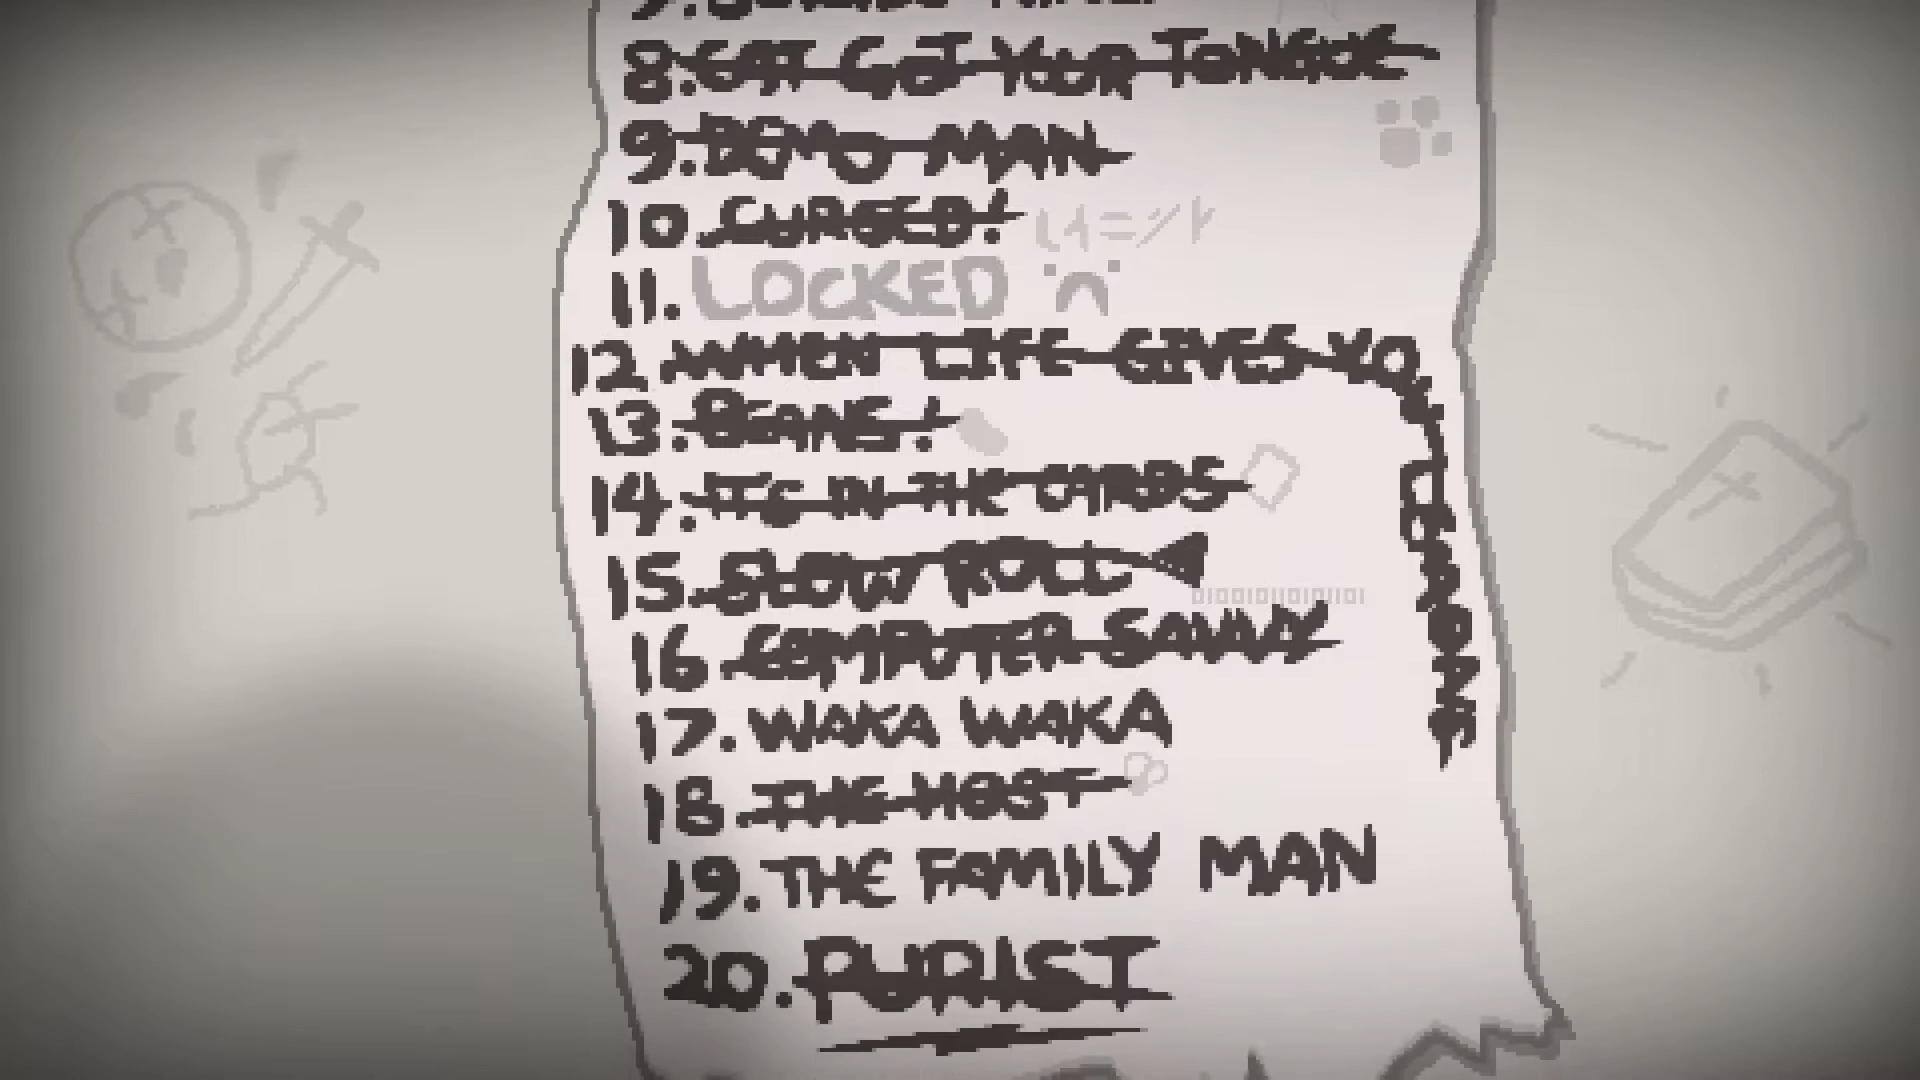 8. CAT GOT YOUR TONGUE
9. DEMO MAN
10. CURSED!
11. LOCKED
12 WHEN LIFE GIVES YOU LEMONS
13. BEANS!
14. ITS IN THE CARDS
15. SLOW ROLL
16. COMPUTER SAVVY
17. WAKA WAKA
18. THE HOST
19. THE FAMILY MAN
20. PURIST